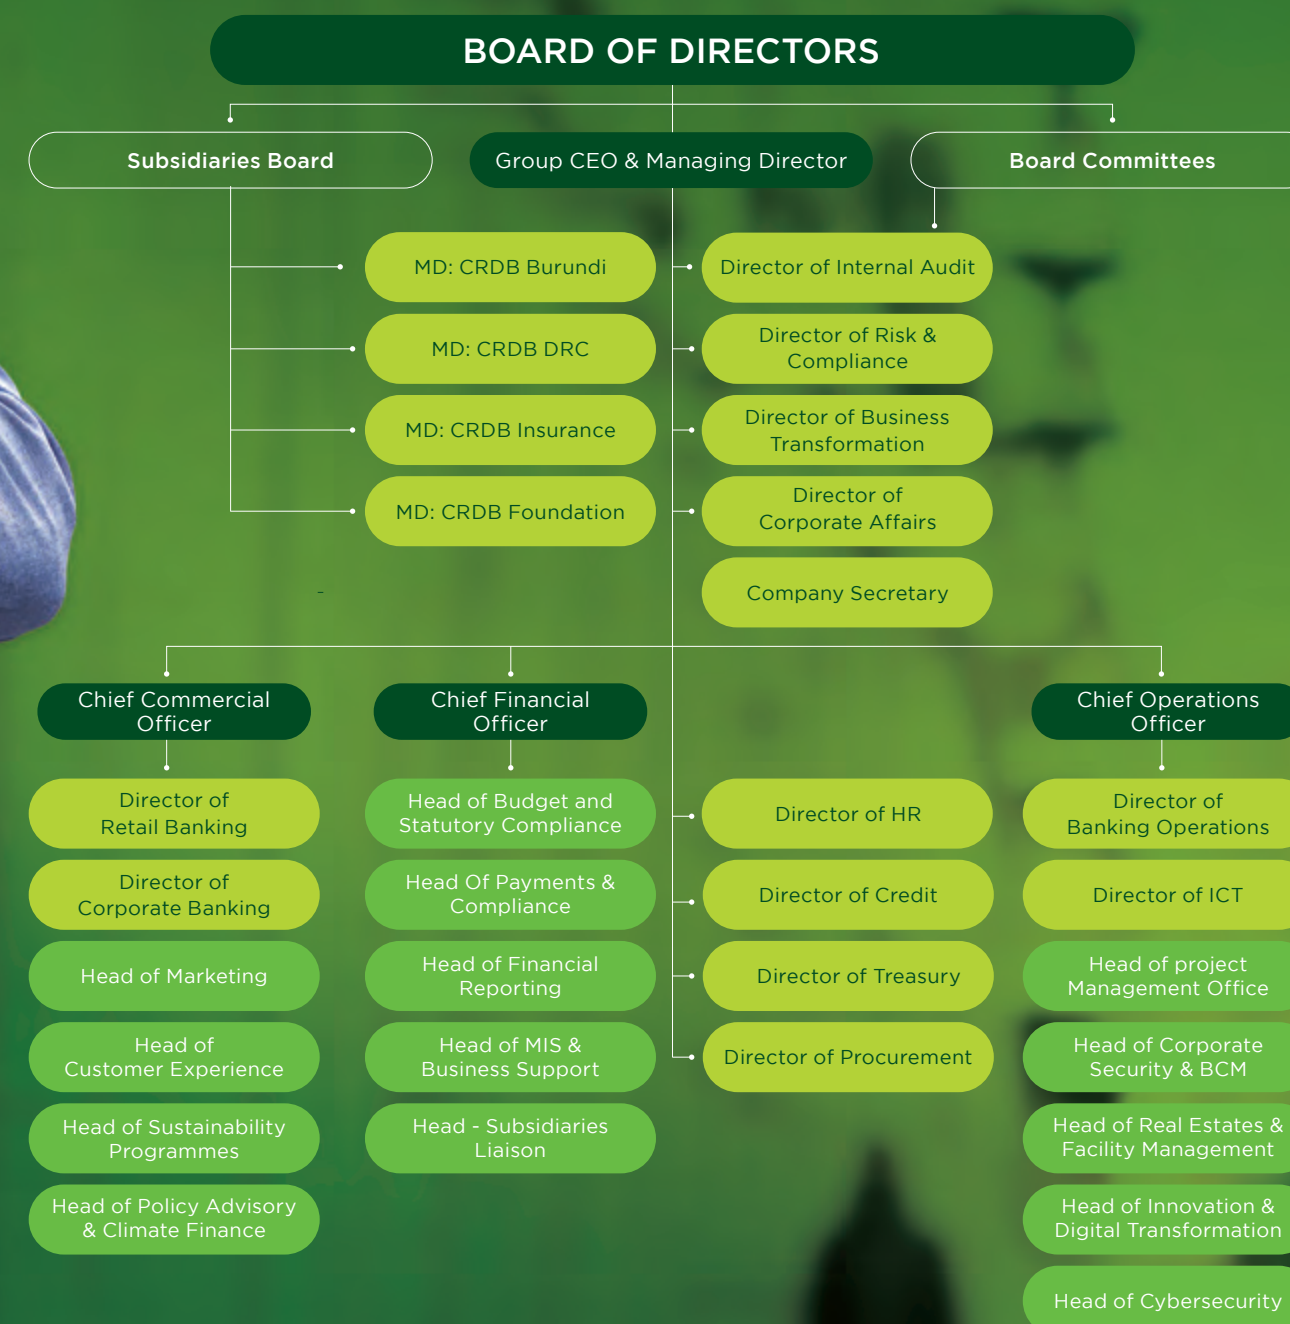 BOARD OF DIRECTORS
Subsidiaries Board
Group CEO & Managing Director
Board Committees
MD: CRDB Burundi
MD: CRDB DRC
MD: CRDB Insurance
MD: CRDB Foundation
Director of Internal Audit
Director of Risk &
Compliance
Director of Business
Transformation
Director of
Corporate Affairs
Company Secretary
Chief Commercial
Officer
Director of
Retail Banking
Director of
Corporate Banking
Head of Marketing
Head of
Customer Experience
Head of Sustainability
Programmes
Head of Policy Advisory
& Climate Finance
Chief Financial
Officer
Head of Budget and
Statutory Compliance
Head Of Payments &
Compliance
Head of Financial
Reporting
Head of MIS &
Business Support
Head - Subsidiaries
Liaison
Director of HR
Director of Credit
Director of Treasury
Director of Procurement
Chief Operations
Officer
Director of
Banking Operations
Director of ICT
Head of project
Management Office
Head of Corporate
Security & BCM
Head of Real Estates &
Facility Management
Head of Innovation &
Digital Transformation
Head of Cybersecurity